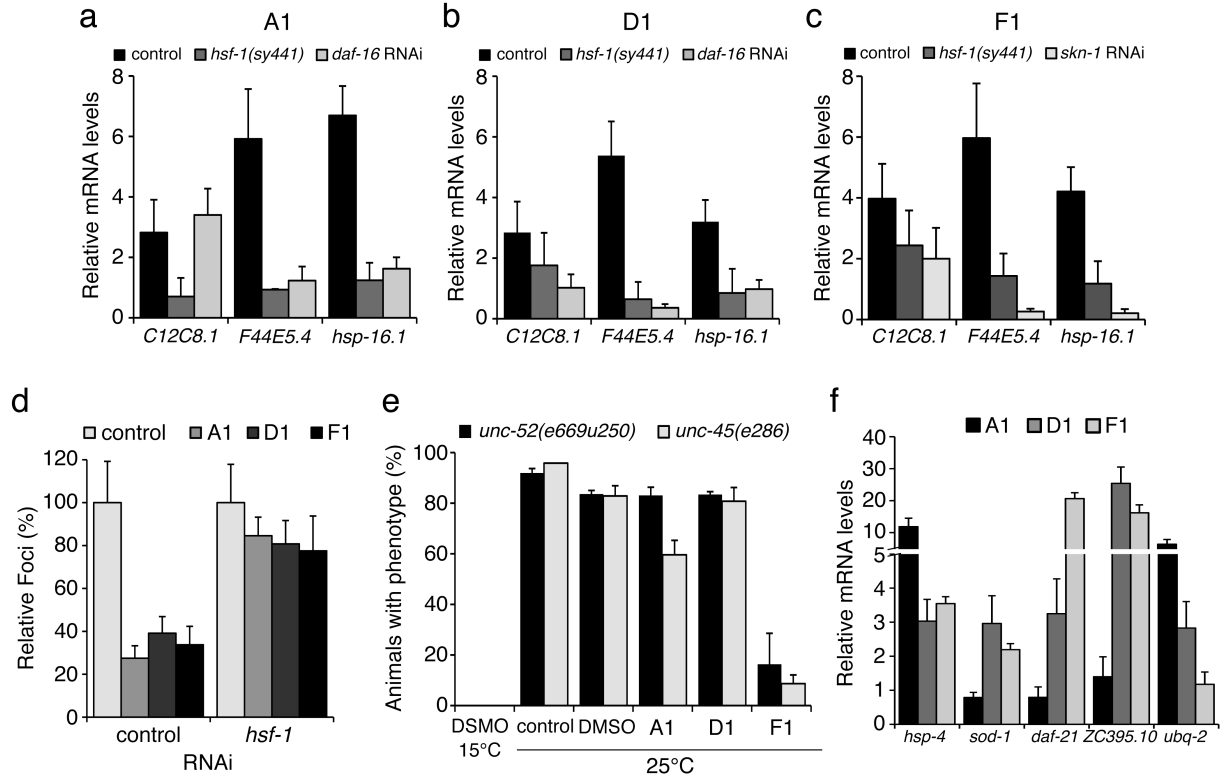 a A1
control hsf-1(sy441) daf-16 RNAi
Relative mRNA levels
8
6
4
2
0
C12C8.1 F44E5.4 hsp-16.1
b D1
control hsf-1(sy441) daf-16 RNAi
Relative mRNA levels
8
6
4
2
0
C12C8.1 F44E5.4 hsp-16.1
c F1
control hsf-1(sy441) skn-1 RNAi
Relative mRNA levels
8
6
4
2
0
C12C8.1 F44E5.4 hsp-16.1
d
control A1 D1 F1
Relative Foci (%)
120
100
80
60
40
20
0
control hsf-1
RNAi
e
unc-52(e669u250) unc-45(e286)
Animals with phenotype (%)
100
80
60
40
20
0
DSMO control DMSO A1 D1 F1
15°C
25°C
f
A1 D1 F1
Relative mRNA levels
40
30
20
10
5
4
3
2
1
0
hsp-4 sod-1 daf-21 ZC395.10 ubq-2